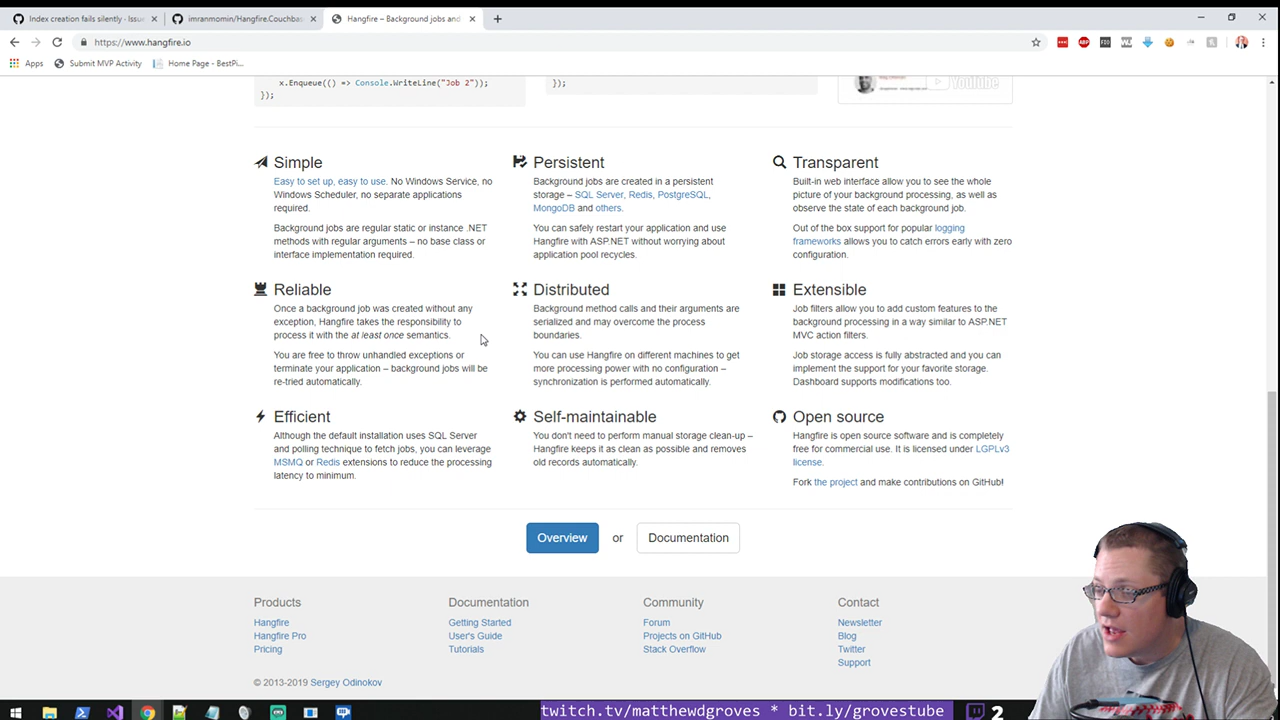 Index creation fails silently - Issue
imranmomin/Hangfire.Couchbas
Hangfire – Background jobs and
https://www.hangfire.io
Apps
Submit MVP Activity
Home Page - BestPi...
x.Enqueue(() => Console.WriteLine("Job 2"));
});
});
YouTube
Simple
Easy to set up, easy to use. No Windows Service, no
Windows Scheduler, no separate applications
required.
Background jobs are regular static or instance .NET
methods with regular arguments – no base class or
interface implementation required.
Persistent
Background jobs are created in a persistent
storage – SQL Server, Redis, PostgreSQL,
MongoDB and others.
You can safely restart your application and use
Hangfire with ASP.NET without worrying about
application pool recycles.
Transparent
Built-in web interface allow you to see the whole
picture of your background processing, as well as
observe the state of each background job.
Out of the box support for popular logging
frameworks allows you to catch errors early with zero
configuration.
Reliable
Once a background job was created without any
exception, Hangfire takes the responsibility to
process it with the at least once semantics.
You are free to throw unhandled exceptions or
terminate your application – background jobs will be
re-tried automatically.
Distributed
Background method calls and their arguments are
serialized and may overcome the process
boundaries.
You can use Hangfire on different machines to get
more processing power with no configuration –
synchronization is performed automatically.
Extensible
Job filters allow you to add custom features to the
background processing in a way similar to ASP.NET
MVC action filters.
Job storage access is fully abstracted and you can
implement the support for your favorite storage.
Dashboard supports modifications too.
Efficient
Although the default installation uses SQL Server
and polling technique to fetch jobs, you can leverage
MSMQ or Redis extensions to reduce the processing
latency to minimum.
Self-maintainable
You don't need to perform manual storage clean-up –
Hangfire keeps it as clean as possible and removes
old records automatically.
Open source
Hangfire is open source software and is completely
free for commercial use. It is licensed under LGPLv3
license.
Fork the project and make contributions on GitHub!
Overview
or
Documentation
Products
Hangfire
Hangfire Pro
Pricing
Documentation
Getting Started
User's Guide
Tutorials
Community
Forum
Projects on GitHub
Stack Overflow
Contact
Newsletter
Blog
Twitter
Support
© 2013-2019 Sergey Odinokov
twitch.tv/matthewdgroves * bit.ly/grovestube
2